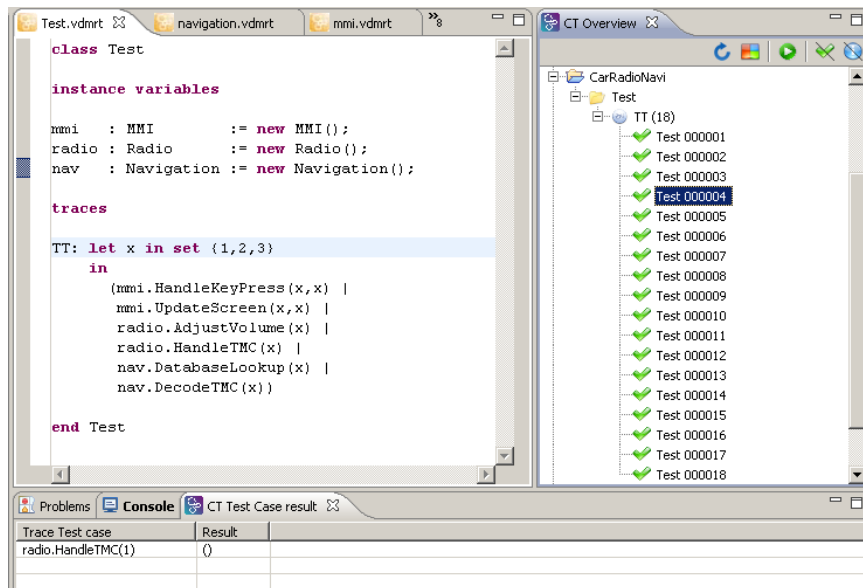 Test.vdmrt
navigation.vdmrt
mmi.vdmrt
»8
class Test
instance variables
mmi : MMI := new MMI();
radio : Radio := new Radio();
nav : Navigation := new Navigation();
traces
TT: let x in set {1,2,3}
in
(mmi.HandleKeyPress(x,x) |
mmi.UpdateScreen(x,x) |
radio.AdjustVolume(x) |
radio.HandleTMC(x) |
nav.DatabaseLookup(x) |
nav.DecodeTMC(x))
end Test
CT Overview
CarRadioNavi
Test
TT (18)
Test 000001
Test 000002
Test 000003
Test 000004
Test 000005
Test 000006
Test 000007
Test 000008
Test 000009
Test 000010
Test 000011
Test 000012
Test 000013
Test 000014
Test 000015
Test 000016
Test 000017
Test 000018
Problems
Console
CT Test Case result
Trace Test case
Result
radio.HandleTMC(1)
()